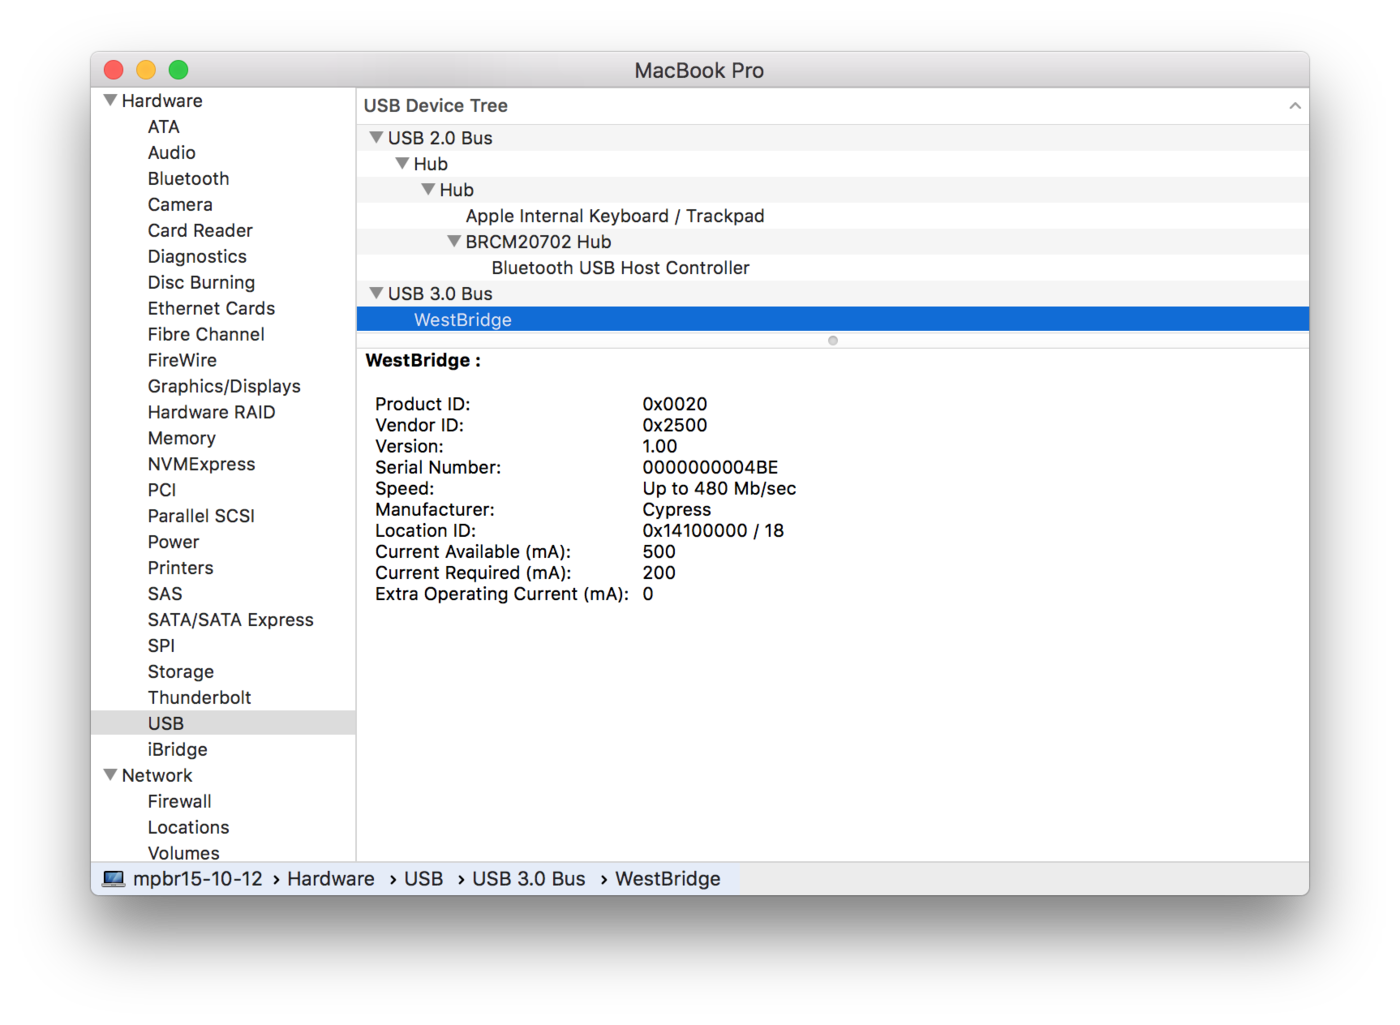 MacBook Pro
Hardware
ATA
Audio
Bluetooth
Camera
Card Reader
Diagnostics
Disc Burning
Ethernet Cards
Fibre Channel
FireWire
Graphics/Displays
Hardware RAID
Memory
NVMExpress
PCI
Parallel SCSI
Power
Printers
SAS
SATA/SATA Express
SPI
Storage
Thunderbolt
USB
iBridge
Network
Firewall
Locations
Volumes
USB Device Tree
USB 2.0 Bus
Hub
Hub
Apple Internal Keyboard / Trackpad
BRCM20702 Hub
Bluetooth USB Host Controller
USB 3.0 Bus
WestBridge
WestBridge :
Product ID: 0x0020
Vendor ID: 0x2500
Version: 1.00
Serial Number: 0000000004BE
Speed: Up to 480 Mb/sec
Manufacturer: Cypress
Location ID: 0x14100000 / 18
Current Available (mA): 500
Current Required (mA): 200
Extra Operating Current (mA): 0
mpbr15-10-12 › Hardware › USB › USB 3.0 Bus › WestBridge